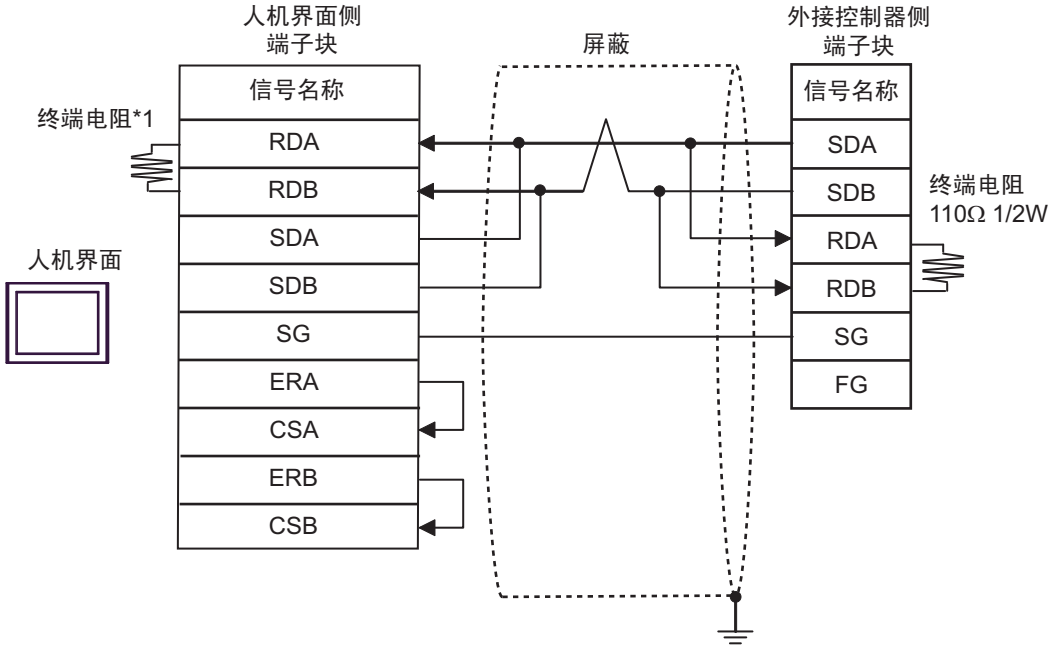 人机界面侧
端子块
屏蔽
外接控制器侧
端子块
信号名称
信号名称
终端电阻*1
RDA
SDA
RDB
SDB
终端电阻
110Ω 1/2W
SDA
RDA
人机界面
SDB
RDB
SG
SG
ERA
FG
CSA
ERB
CSB